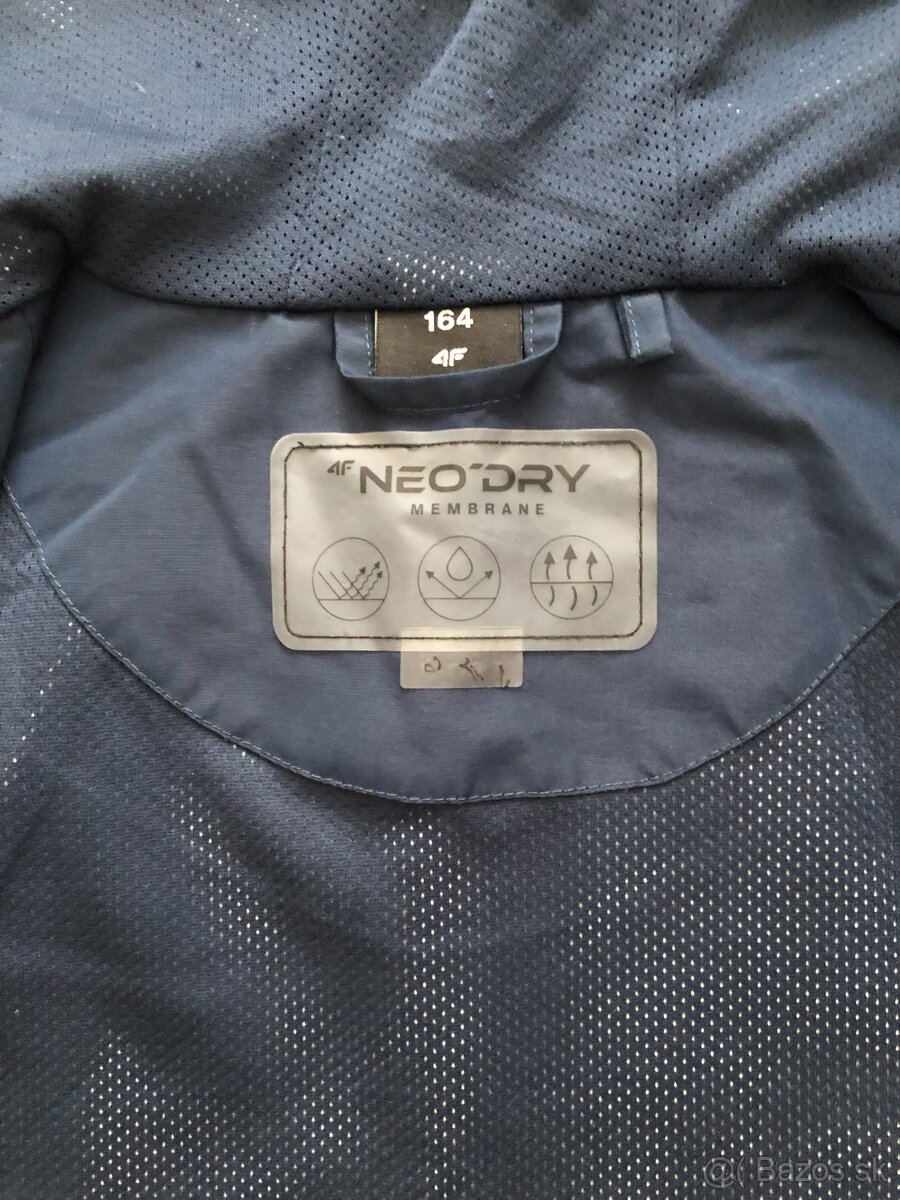 164
4F
4F NEO'DRY
MEMBRANE
@( Bazos.sk